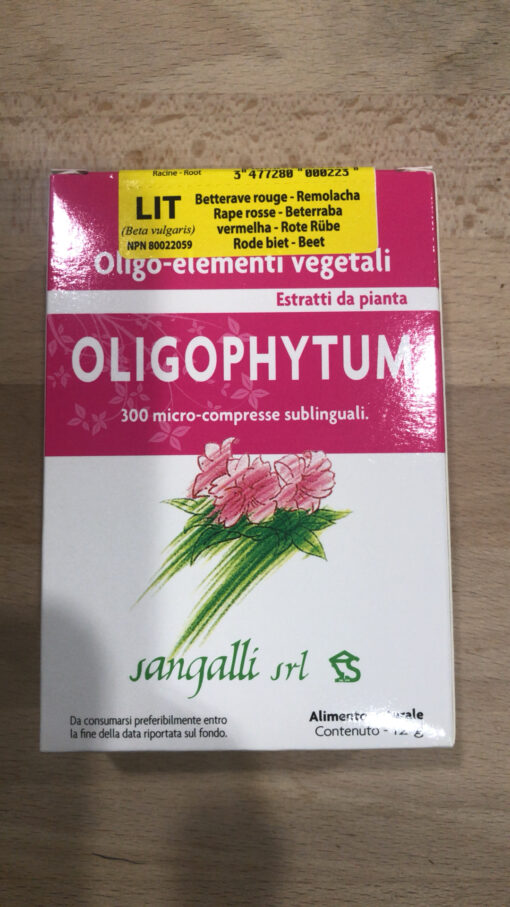 Racine - Root
3 477280 000223
LIT
(Beta vulgaris)
NPN 80022059
Betterave rouge - Remolacha
Rape rosse - Beterraba
vermelha - Rote Rübe
Rode biet - Beet
Oligo-elementi vegetali
Estratti da pianta
OLIGOPHYTUM
300 micro-compresse sublinguali.
sangalli srl
Da consumarsi preferibilmente entro
la fine della data riportata sul fondo.
Alimento
Contenuto -